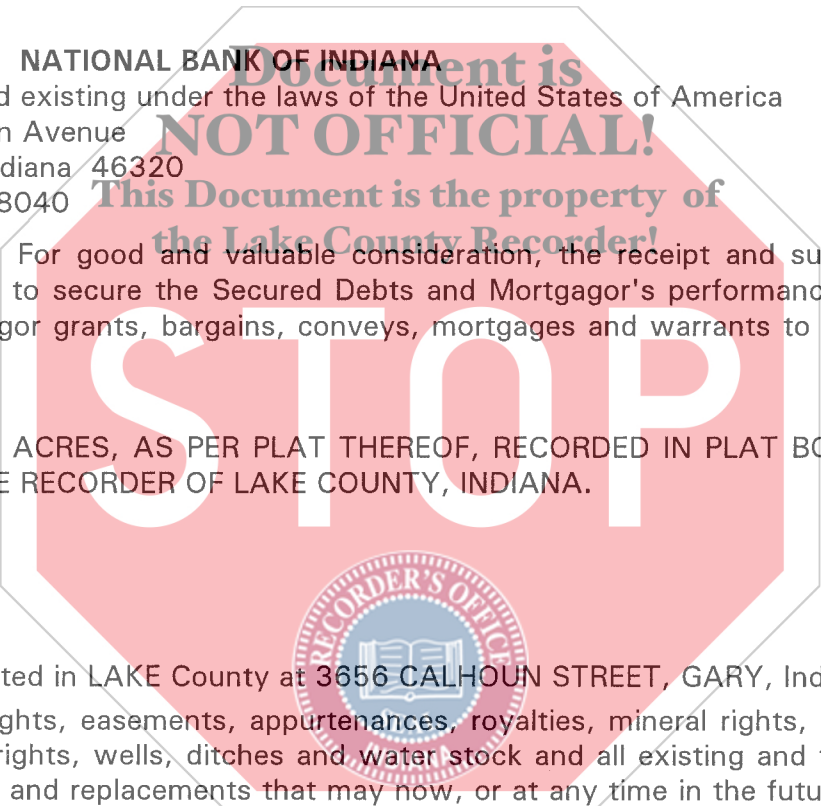 NATIONAL BANK OF INDIANA
Document is
d existing under the laws of the United States of America
n Avenue
NOT OFFICIAL!
diana 46320
8040
This Document is the property of
the Lake County Recorder!
For good and valuable consideration, the receipt and su
to secure the Secured Debts and Mortgagor's performanc
gor grants, bargains, conveys, mortgages and warrants to
STOP
ACRES, AS PER PLAT THEREOF, RECORDED IN PLAT BO
E RECORDER OF LAKE COUNTY, INDIANA.
RECORDER'S OFFICE
ted in LAKE County at 3656 CALHOUN STREET, GARY, Ind
ghts, easements, appurtenances, royalties, mineral rights,
rights, wells, ditches and water stock and all existing and
INDIANA
and replacements that may now, or at any time in the futu